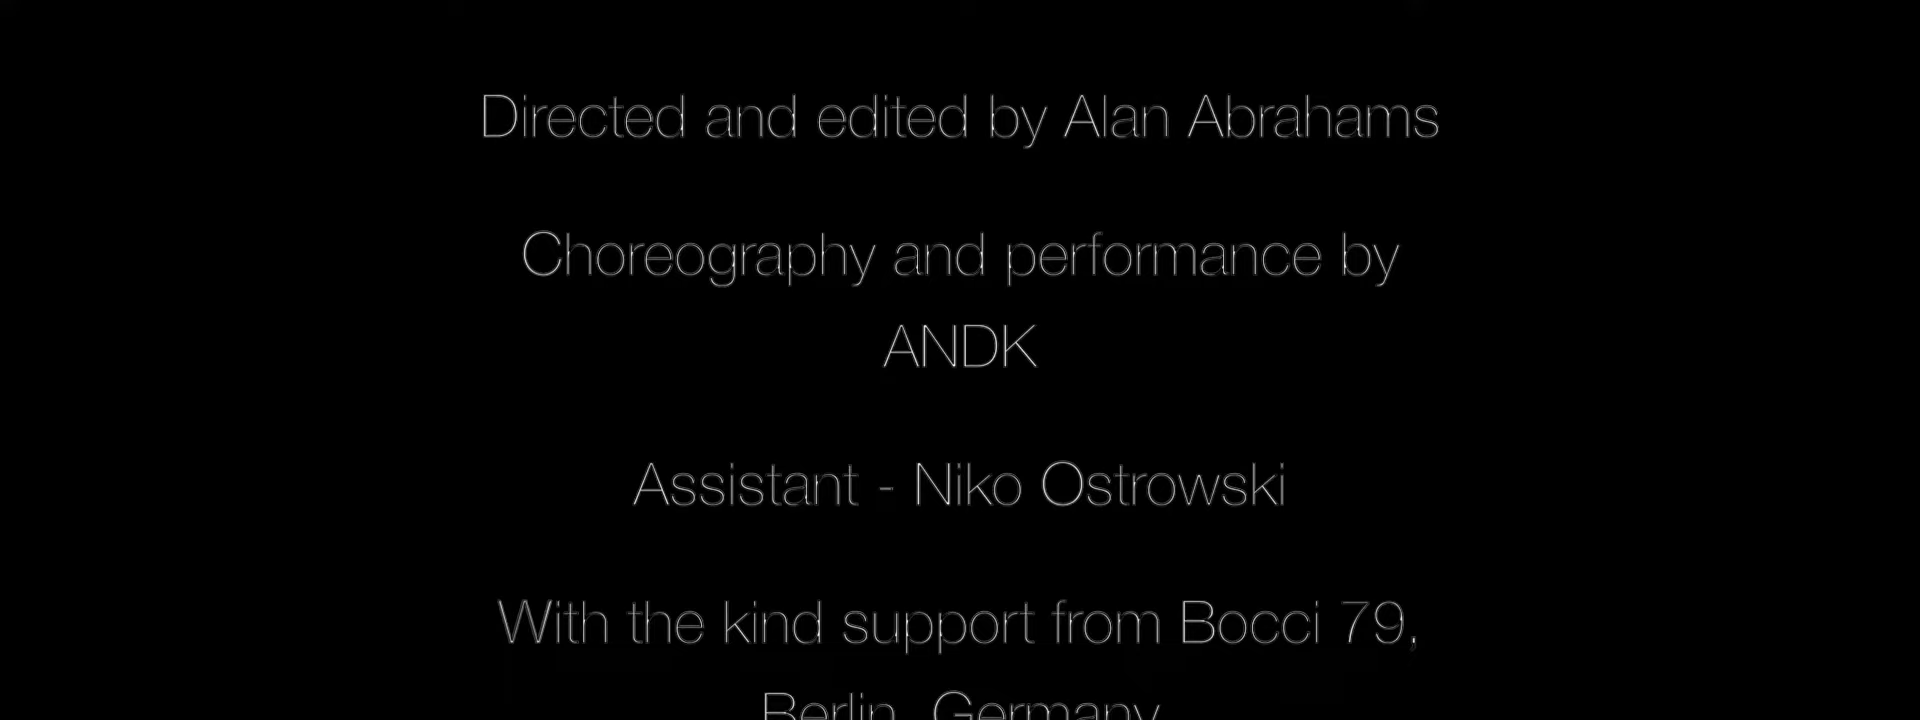 Directed and edited by Alan Abrahams
Choreography and performance by
ANDK
Assistant - Niko Ostrowski
With the kind support from Bocci 79,
Berlin, Germany